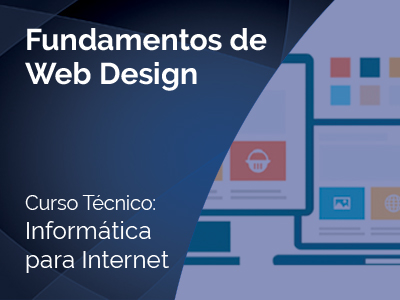 Fundamentos de
Web Design
Curso Técnico:
Informática
para Internet